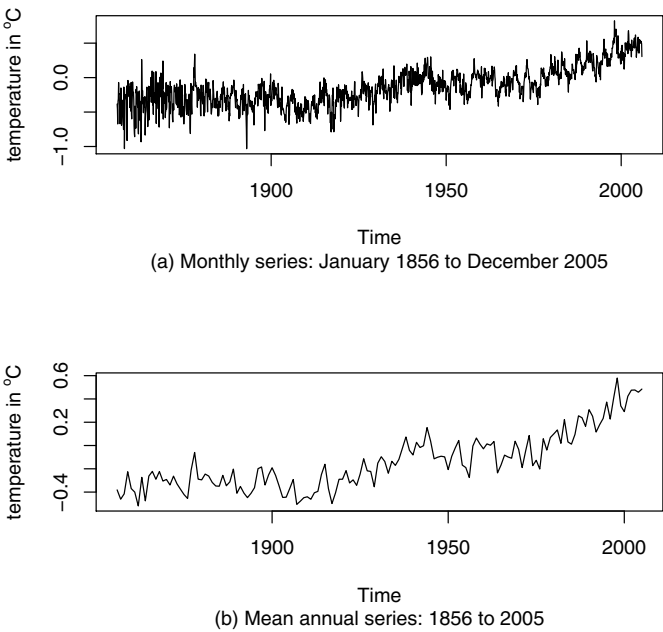 temperature in °C
0.0
−1.0
1900 1950 2000
Time
(a) Monthly series: January 1856 to December 2005
temperature in °C
0.6
0.2
−0.4
1900 1950 2000
Time
(b) Mean annual series: 1856 to 2005